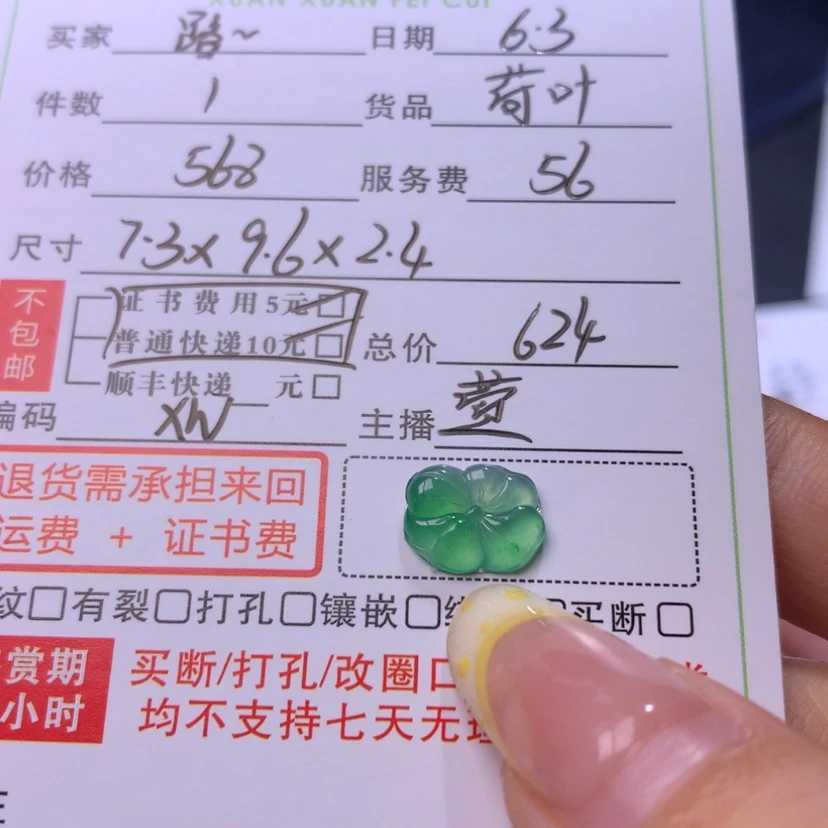 XUAN XUAN FEI CUI
买家 路~ 日期 6.3
件数 1 货品 荷叶
价格 568 服务费 56
尺寸 7.3x 9.6x2.4
不包邮
证书费用5元□
普通快递10元□ 总价 624
顺丰快递 元□
编码 XW 主播 萱
退货需承担来回
运费 + 证书费
纹□有裂□打孔□镶嵌□ 买断□
赏期
小时
买断/打孔/改圈口
均不支持七天无理